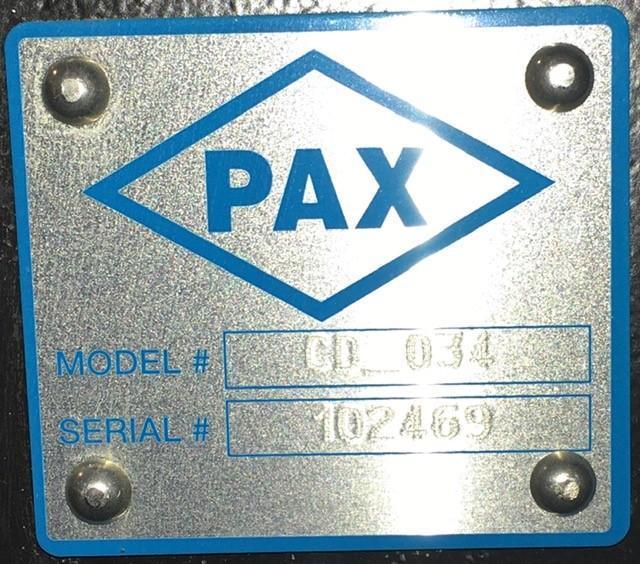 PAX
MODEL # CD_034
SERIAL # 102469